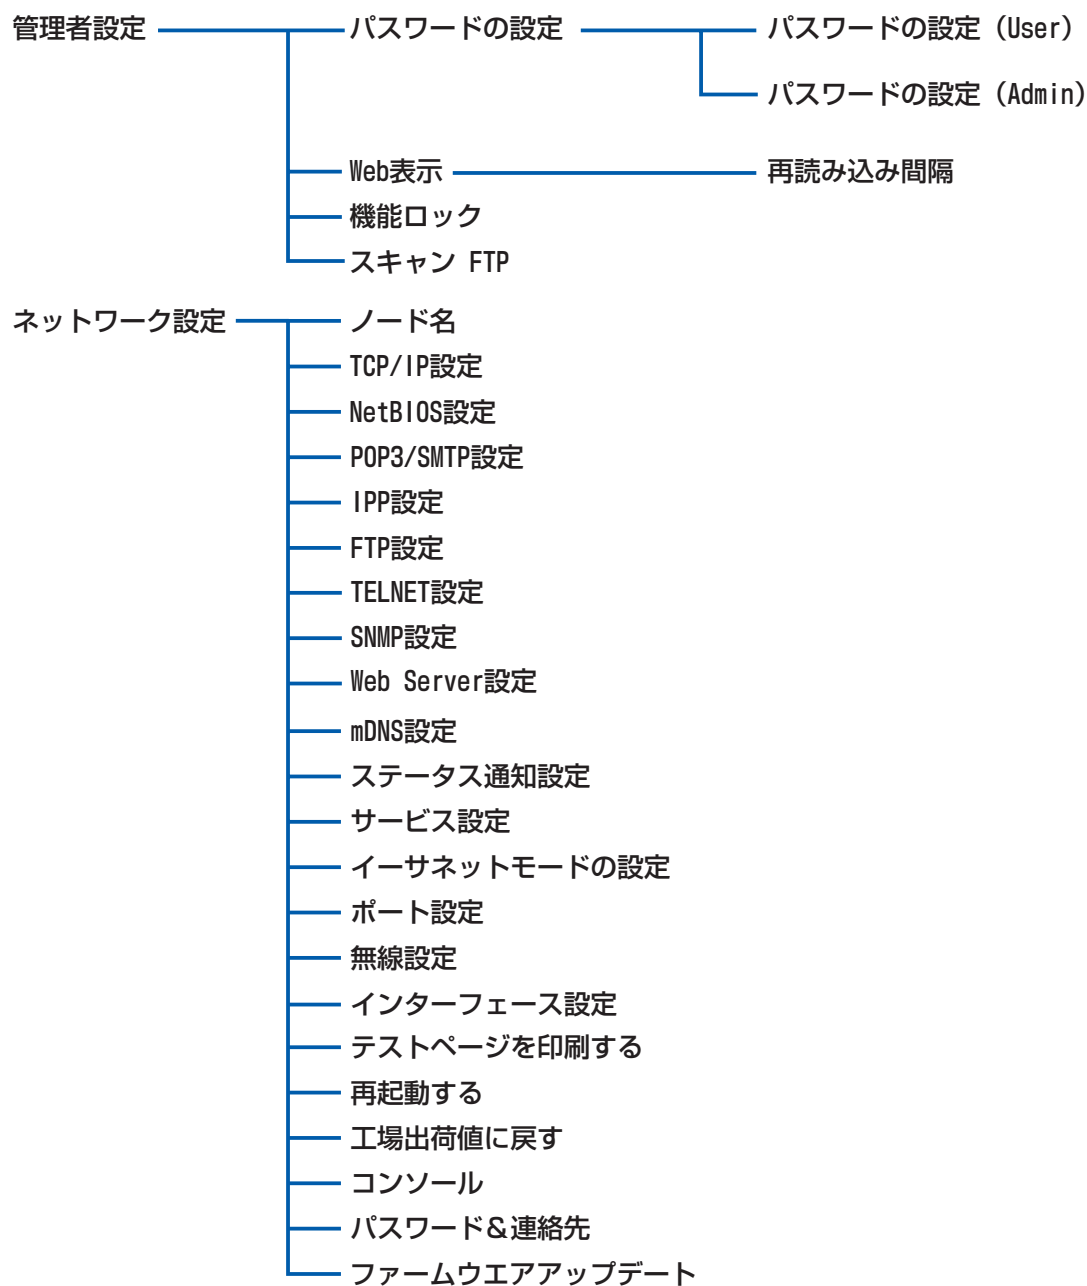 管理者設定 パスワードの設定 パスワードの設定（User）
パスワードの設定（Admin）
Web表示 再読み込み間隔
機能ロック
スキャン FTP
ネットワーク設定 ノード名
TCP/IP設定
NetBIOS設定
POP3/SMTP設定
IPP設定
FTP設定
TELNET設定
SNMP設定
Web Server設定
mDNS設定
ステータス通知設定
サービス設定
イーサネットモードの設定
ポート設定
無線設定
インターフェース設定
テストページを印刷する
再起動する
工場出荷値に戻す
コンソール
パスワード＆連絡先
ファームウエアアップデート